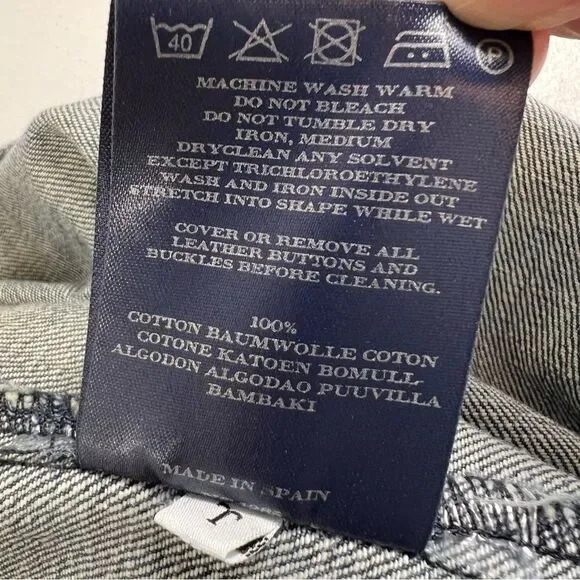 40 P
MACHINE WASH WARM
DO NOT BLEACH
DO NOT TUMBLE DRY
IRON, MEDIUM
DRYCLEAN ANY SOLVENT
EXCEPT TRICHLOROETHYLENE
WASH AND IRON INSIDE OUT
STRETCH INTO SHAPE WHILE WET
COVER OR REMOVE ALL
LEATHER BUTTONS AND
BUCKLES BEFORE CLEANING.
100%
COTTON BAUMWOLLE COTON
COTONE KATOEN BOMULL
ALGODON ALGODAO PUUVILLA
BAMBAKI
MADE IN SPAIN